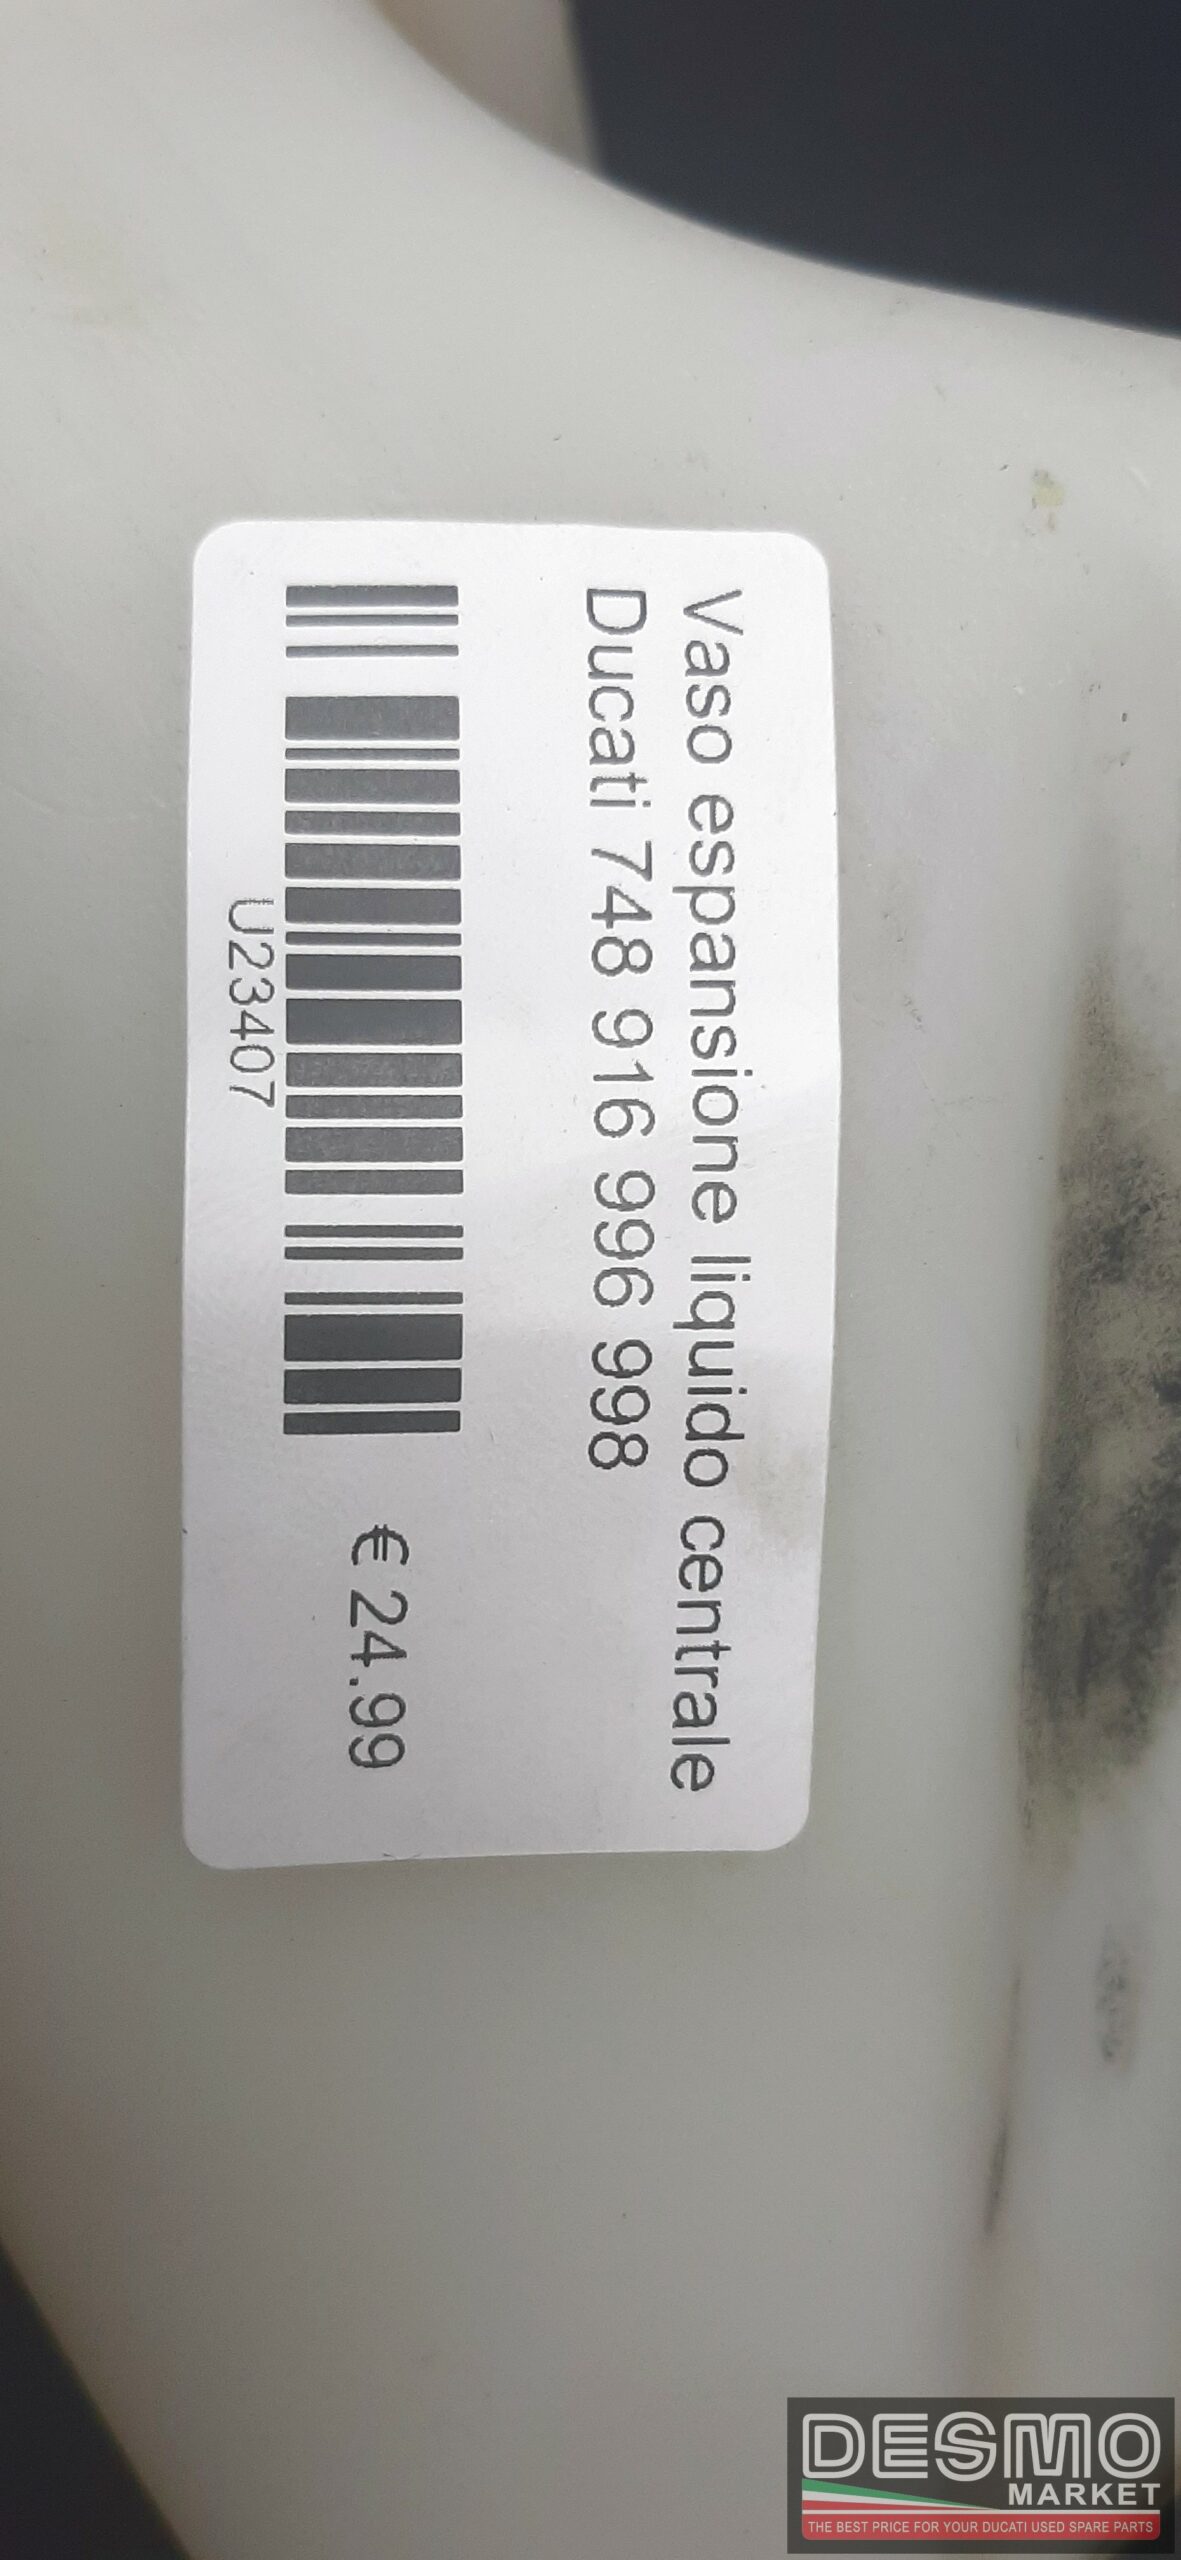 Vaso espansione liquido centrale
Ducati 748 916 996 998
€ 24.99
U23407
DESMO
MARKET
THE BEST PRICE FOR YOUR DUCATI USED SPARE PARTS